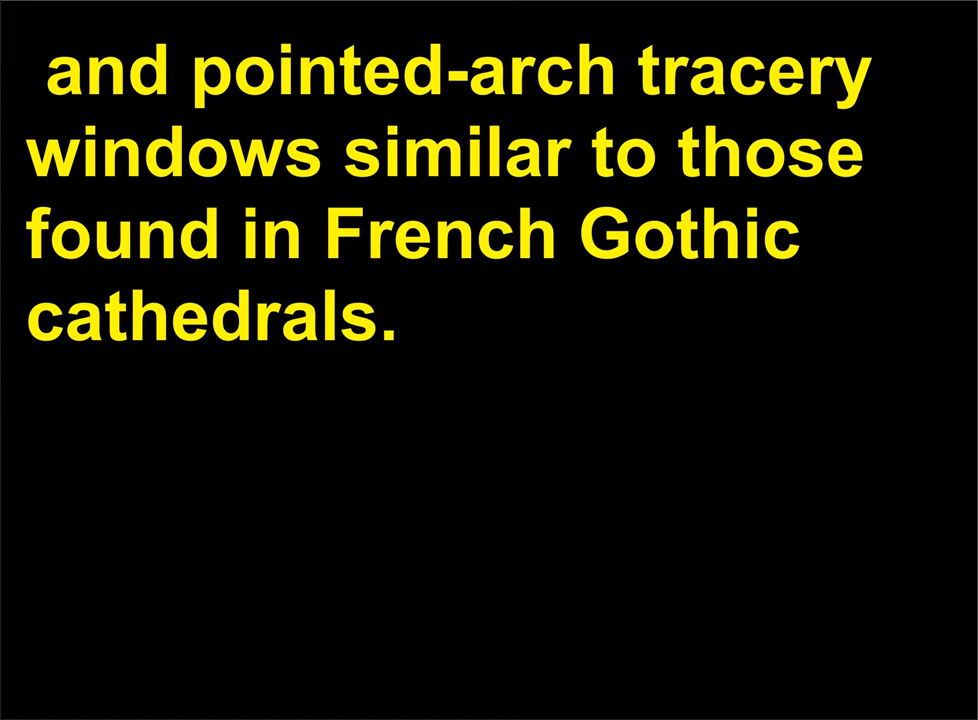 and pointed-arch tracery
windows similar to those
found in French Gothic
cathedrals.